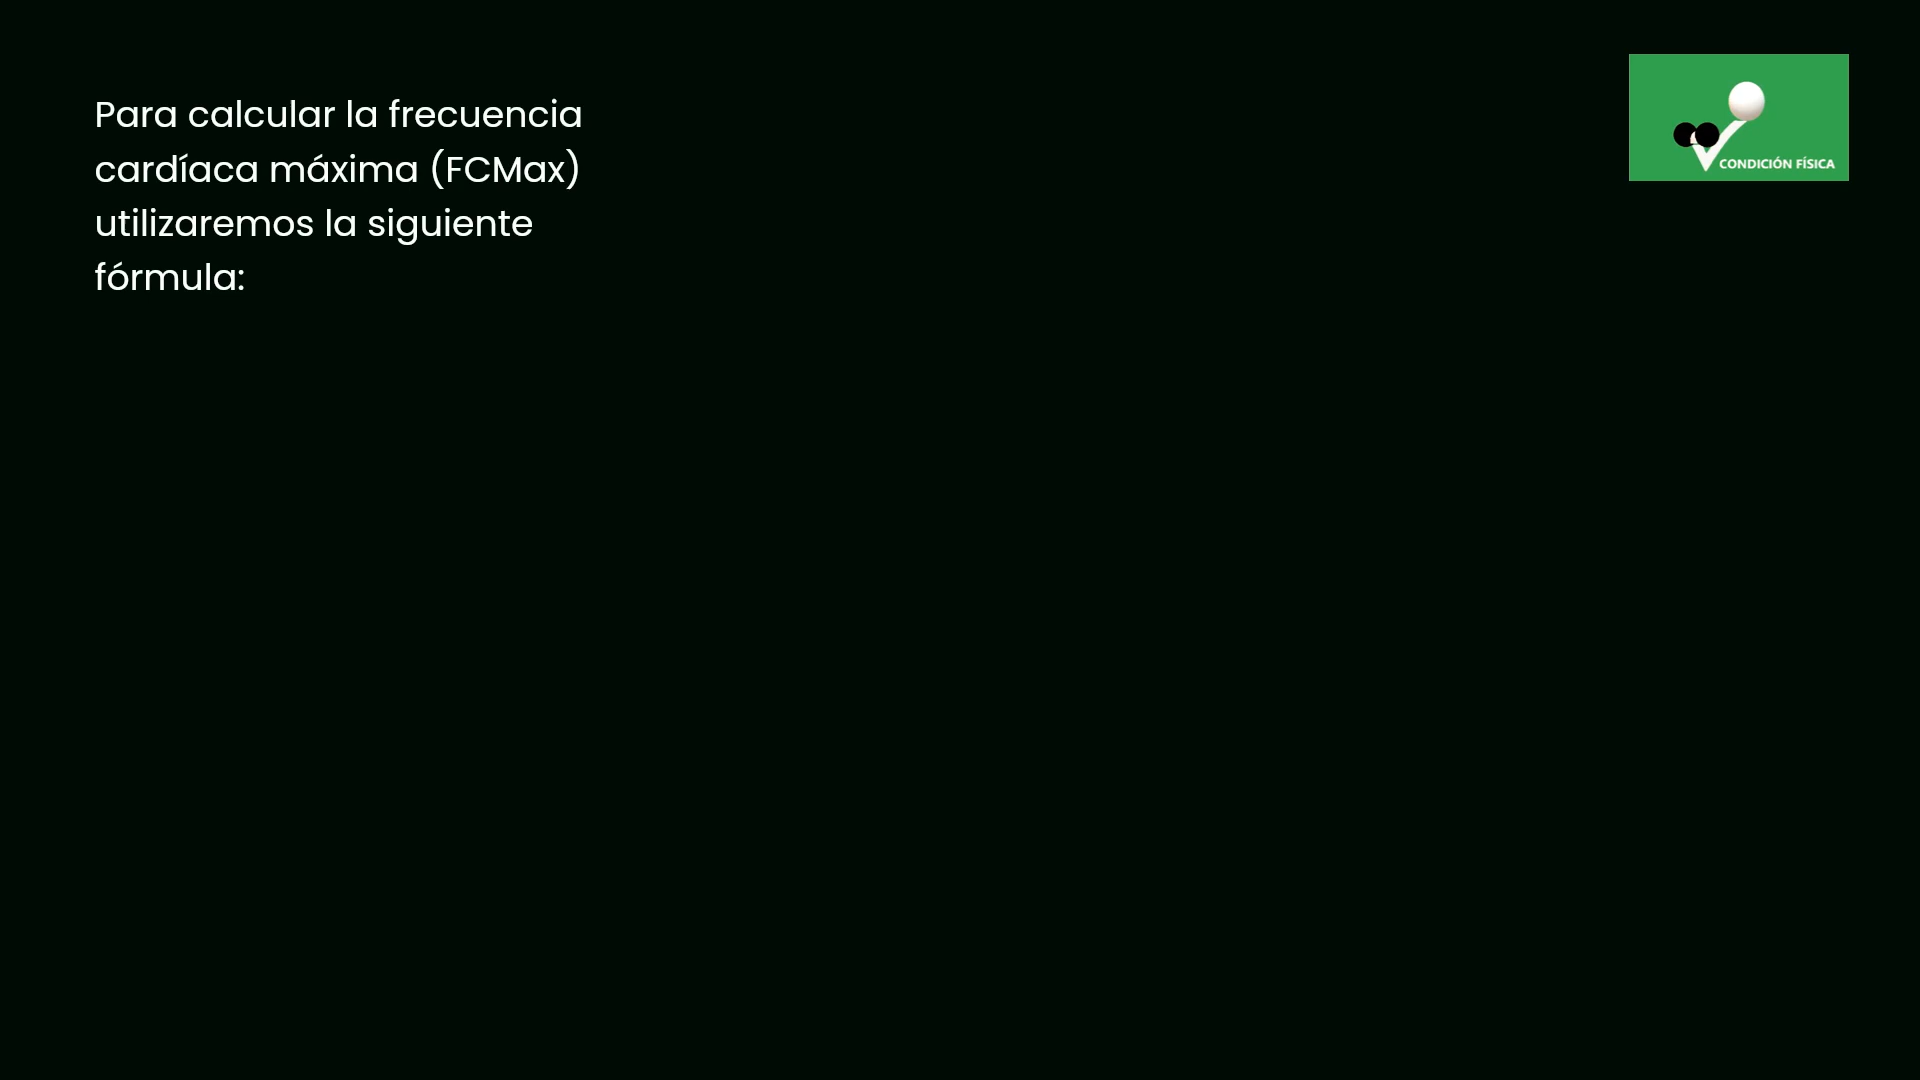 Para calcular la frecuencia
cardíaca máxima (FCMax)
utilizaremos la siguiente
fórmula:
CONDICIÓN FÍSICA